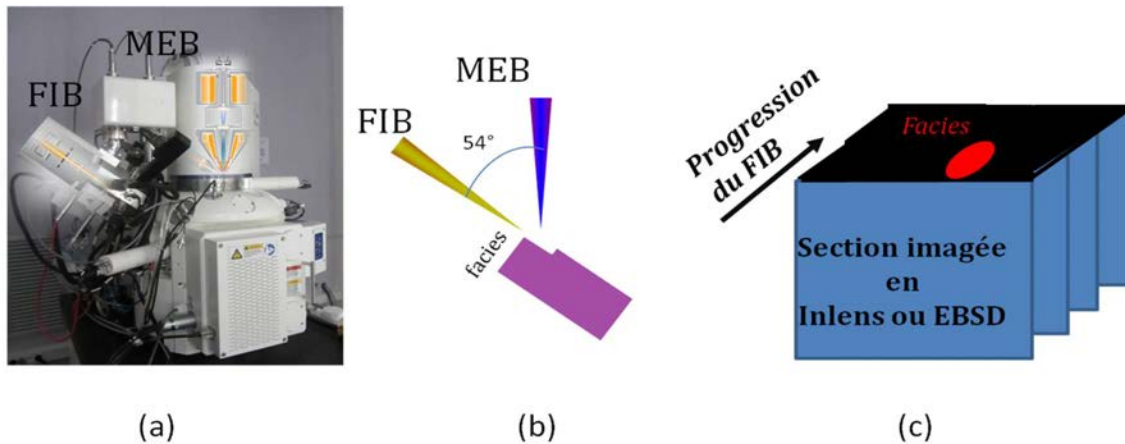 MEB
FIB
MEB
FIB
54°
facies
Progression
du FIB
Facies
Section imagée
en
Inlens ou EBSD
(a)
(b)
(c)